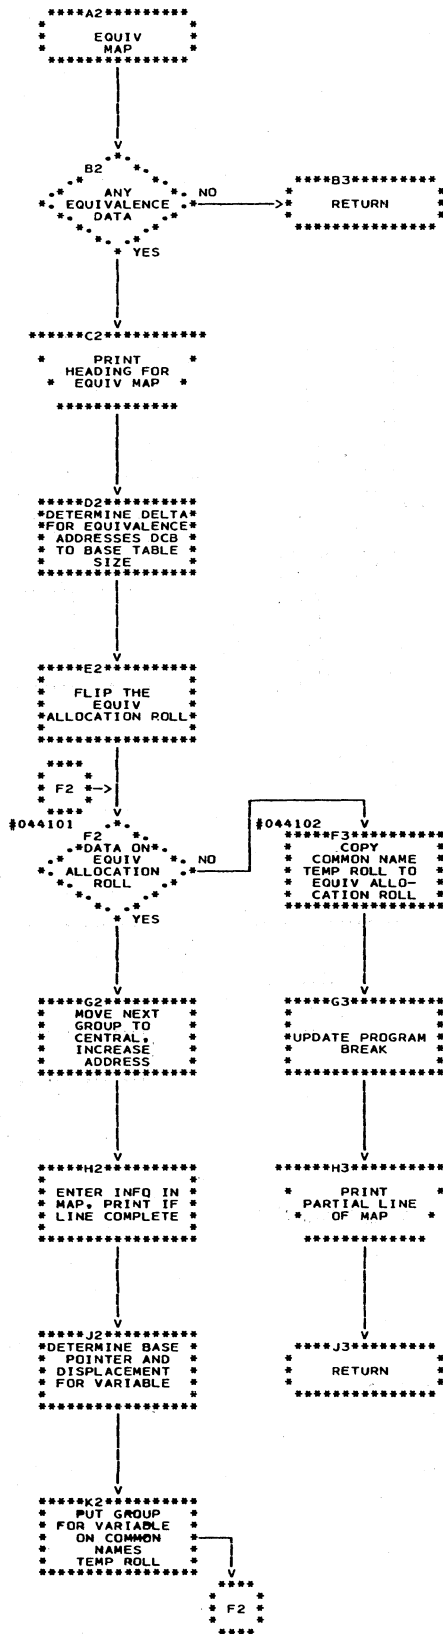 A2
EQUIV
MAP
B2
ANY
EQUIVALENCE
DATA
NO
YES
B3
RETURN
C2
PRINT
HEADING FOR
EQUIV MAP
D2
DETERMINE DELTA
FOR EQUIVALENCE
ADDRESSES DCB
TO BASE TABLE
SIZE
E2
FLIP THE
EQUIV
ALLOCATION ROLL
F2
#044101
F2
DATA ON
EQUIV
ALLOCATION
ROLL
NO
YES
#044102
F3
COPY
COMMON NAME
TEMP ROLL TO
EQUIV ALLO-
CATION ROLL
G2
MOVE NEXT
GROUP TO
CENTRAL,
INCREASE
ADDRESS
G3
UPDATE PROGRAM
BREAK
H2
ENTER INFO IN
MAP, PRINT IF
LINE COMPLETE
H3
PRINT
PARTIAL LINE
OF MAP
J2
DETERMINE BASE
POINTER AND
DISPLACEMENT
FOR VARIABLE
J3
RETURN
K2
PUT GROUP
FOR VARIABLE
ON COMMON
NAMES
TEMP ROLL
F2